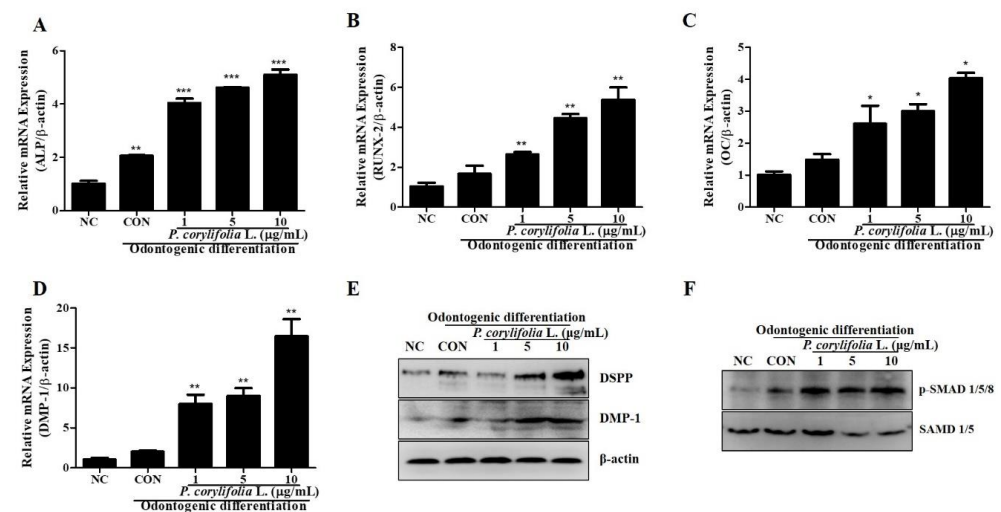 A
Relative mRNA Expression
(ALP/β-actin)
6
4
2
0
**
***
***
***
NC
CON
1
5
10
P. corylifolia L. (μg/mL)
Odontogenic differentiation
B
Relative mRNA Expression
(RUNX-2/β-actin)
8
6
4
2
0
**
**
**
NC
CON
1
5
10
P. corylifolia L. (μg/mL)
Odontogenic differentiation
C
Relative mRNA Expression
(OC/β-actin)
5
4
3
2
1
0
*
*
*
NC
CON
1
5
10
P. corylifolia L. (μg/mL)
Odontogenic differentiation
D
Relative mRNA Expression
(DMP-1/β-actin)
20
15
10
5
0
**
**
**
NC
CON
1
5
10
P. corylifolia L. (μg/mL)
Odontogenic differentiation
E
Odontogenic differentiation
P. corylifolia L. (μg/mL)
NC CON 1 5 10
DSPP
DMP-1
β-actin
F
Odontogenic differentiation
P. corylifolia L. (μg/mL)
NC CON 1 5 10
p-SMAD 1/5/8
SAMD 1/5